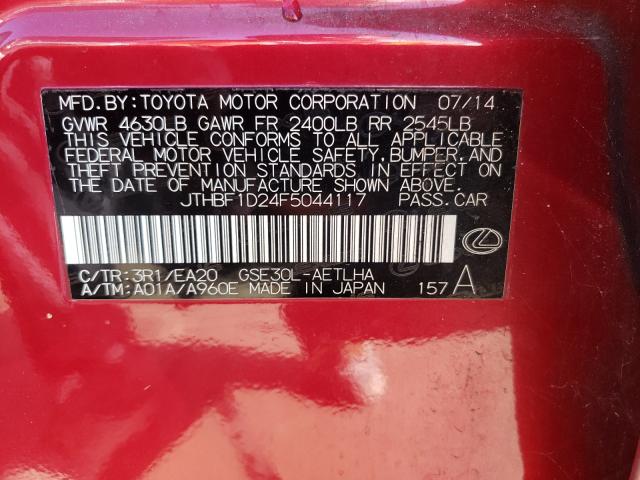 MFD. BY: TOYOTA MOTOR CORPORATION 07/14
GVWR 4630LB GAWR FR 2400LB RR 2545LB
THIS VEHICLE CONFORMS TO ALL APPLICABLE
FEDERAL MOTOR VEHICLE SAFETY, BUMPER, AND
THEFT PREVENTION STANDARDS IN EFFECT ON
THE DATE OF MANUFACTURE SHOWN ABOVE.
JTHBF1D24F5044117 PASS. CAR
C/TR: 3R1/EA20 GSE30L-AETLHA
A/TM: A01A/A960E MADE IN JAPAN 157 A